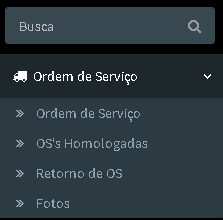 Busca
Ordem de Serviço
Ordem de Serviço
OS's Homologadas
Retorno de OS
Fotos